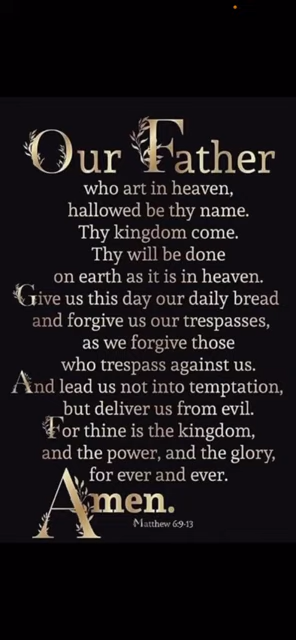 Our Father
who art in heaven,
hallowed be thy name.
Thy kingdom come.
Thy will be done
on earth as it is in heaven.
Give us this day our daily bread
and forgive us our trespasses,
as we forgive those
who trespass against us.
And lead us not into temptation,
but deliver us from evil.
For thine is the kingdom,
and the power, and the glory,
for ever and ever.
Amen.
Matthew 6:9-13